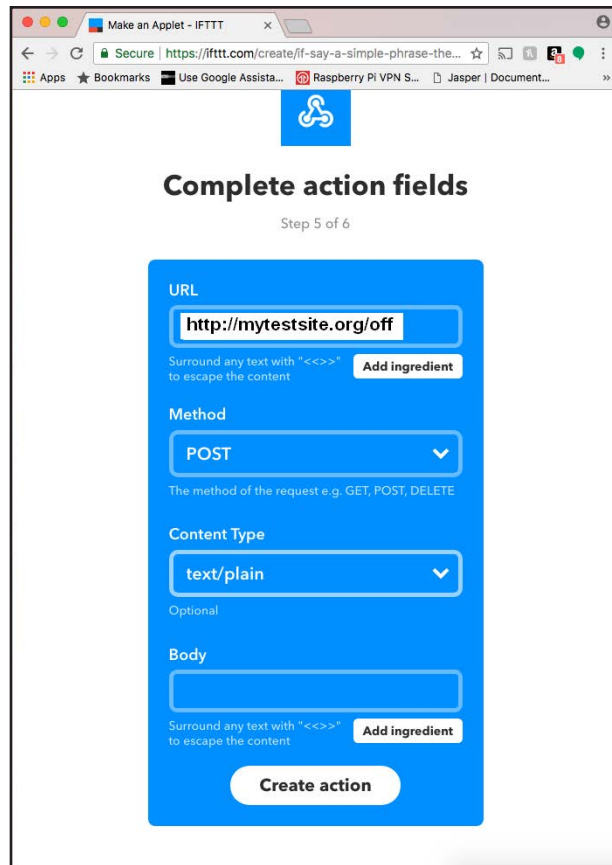 Make an Applet - IFTTT
Secure | https://ifttt.com/create/if-say-a-simple-phrase-the...
Apps Bookmarks Use Google Assista... Raspberry Pi VPN S... Jasper | Document... »
Complete action fields
Step 5 of 6
URL
http://mytestsite.org/off
Surround any text with "<<>>"
to escape the content
Add ingredient
Method
POST
The method of the request e.g. GET, POST, DELETE
Content Type
text/plain
Optional
Body
Surround any text with "<<>>"
to escape the content
Add ingredient
Create action